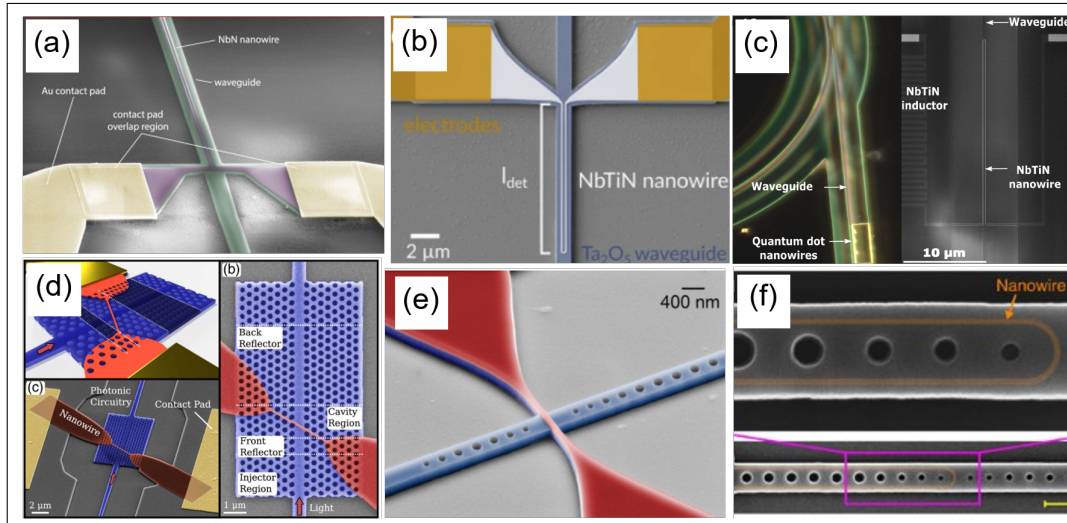 (a)
NbN nanowire
waveguide
Au contact pad
contact pad
overlap region
(b)
electrodes
l_det
NbTiN nanowire
2 μm
Ta₂O₅ waveguide
(c)
Waveguide
NbTiN
inductor
NbTiN
nanowire
Waveguide
Quantum dot
nanowires
10 μm
(d)
(b)
Back
Reflector
Cavity
Region
Front
Reflector
Injector
Region
1 μm
Light
(c)
Photonic
Circuitry
Contact Pad
Nanowire
2 μm
(e)
400 nm
(f)
Nanowire